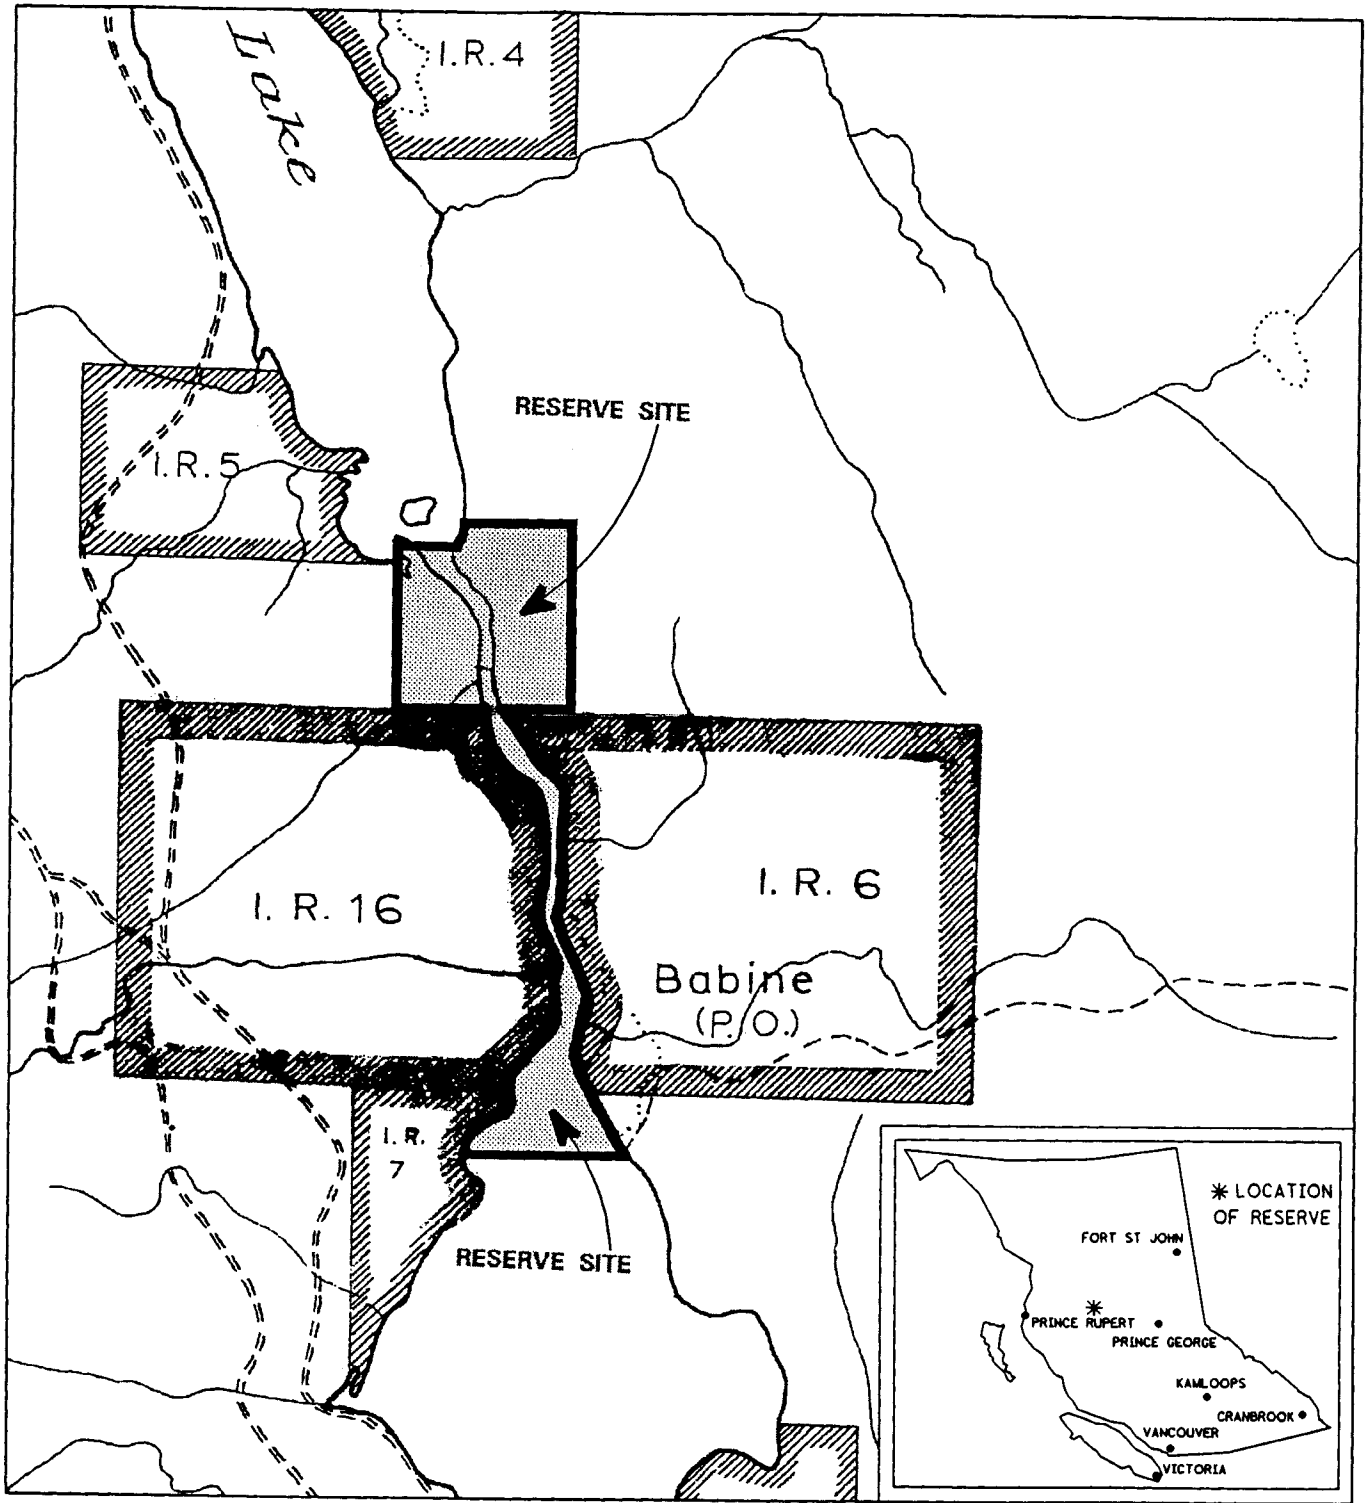 Lake
I.R.4
RESERVE SITE
I.R.5
I. R. 16
I. R. 6
Babine
(P.O.)
I. R.
7
RESERVE SITE
✳ LOCATION
OF RESERVE
FORT ST JOHN
PRINCE RUPERT
PRINCE GEORGE
KAMLOOPS
CRANBROOK
VANCOUVER
VICTORIA